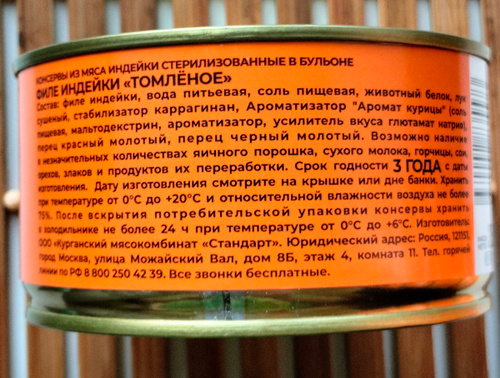 КОНСЕРВЫ ИЗ МЯСА ИНДЕЙКИ СТЕРИЛИЗОВАННЫЕ В БУЛЬОНЕ
ФИЛЕ ИНДЕЙКИ «ТОМЛЁНОЕ»
Состав: филе индейки, вода питьевая, соль пищевая, животный белок, лук
сушеный, стабилизатор каррагинан, Ароматизатор "Аромат курицы" (соль
пищевая, мальтодекстрин, ароматизатор, усилитель вкуса глютамат натрия),
перец красный молотый, перец черный молотый. Возможно наличие
в незначительных количествах яичного порошка, сухого молока, горчицы, сои,
орехов, злаков и продуктов их переработки. Срок годности 3 ГОДА с даты
изготовления. Дату изготовления смотрите на крышке или дне банки. Хранить
при температуре от 0°С до +20°С и относительной влажности воздуха не более
75%. После вскрытия потребительской упаковки консервы хранить
в холодильнике не более 24 ч при температуре от 0°С до +6°С. Изготовитель:
ООО «Курганский мясокомбинат «Стандарт». Юридический адрес: Россия, 121151,
город Москва, улица Можайский Вал, дом 8Б, этаж 4, комната 11. Тел. горячей
линии по РФ 8 800 250 42 39. Все звонки бесплатные.